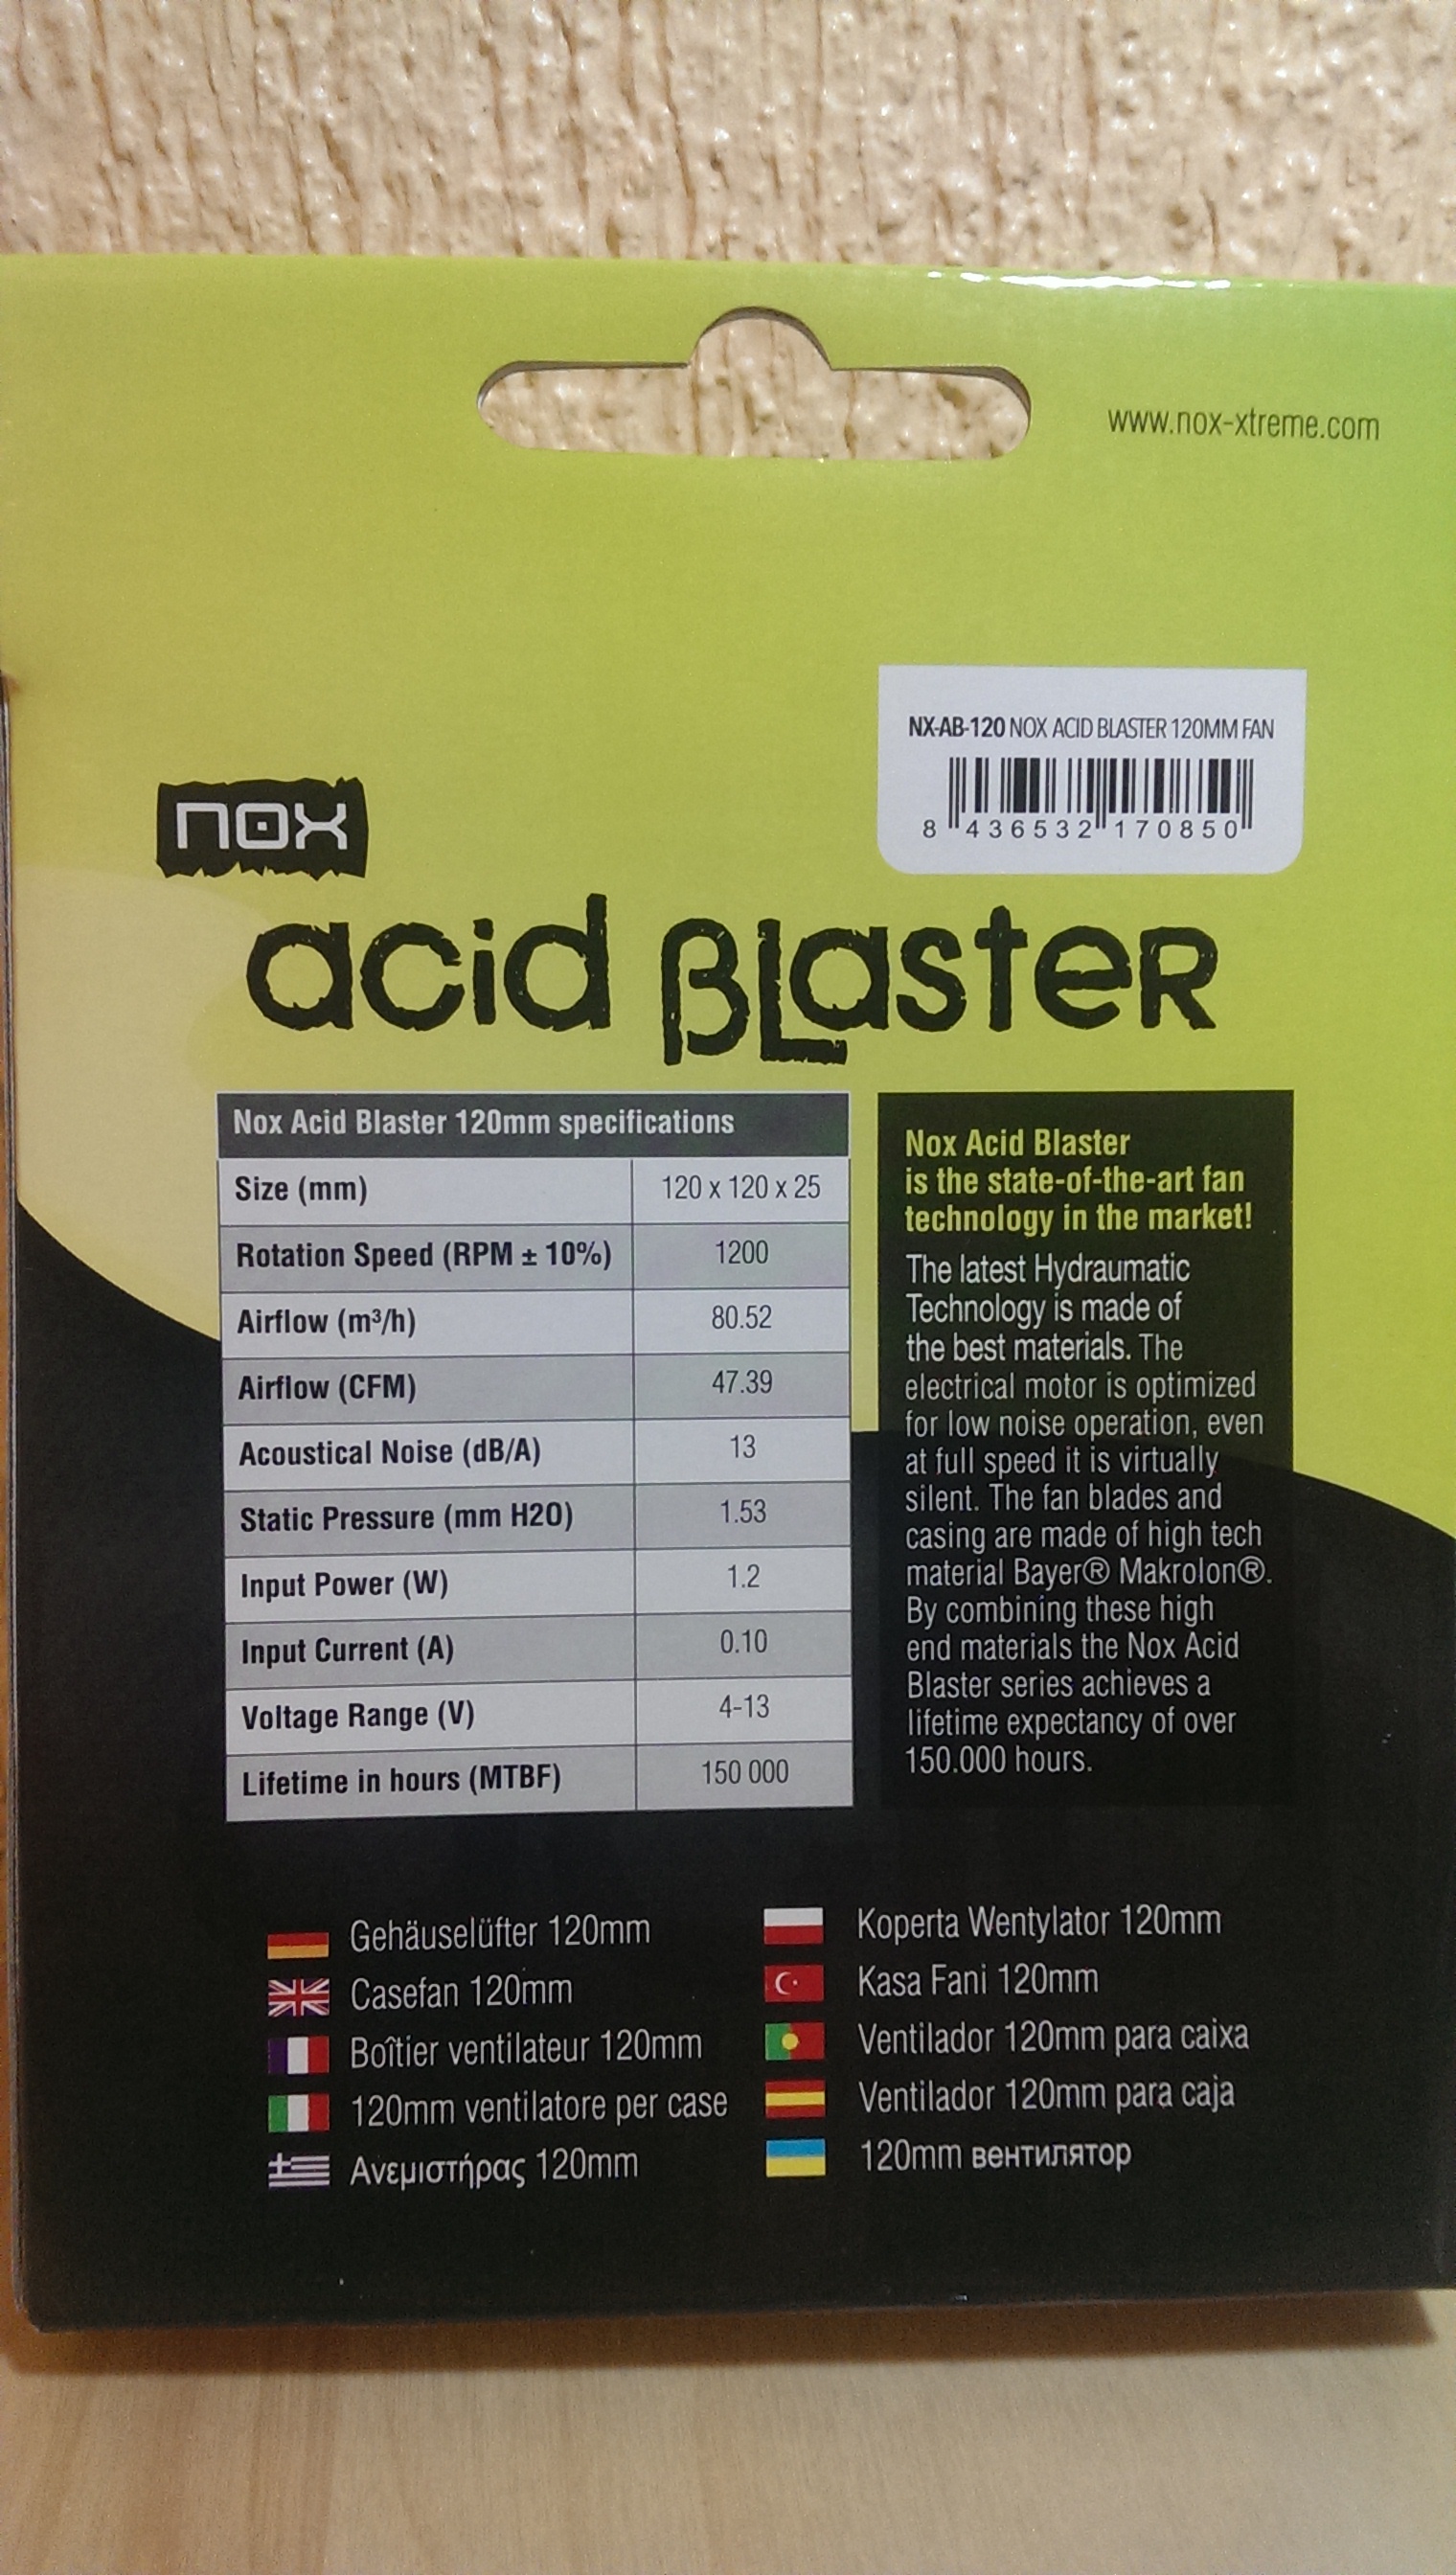 www.nox-xtreme.com
NX-AB-120 NOX ACID BLASTER 120MM FAN
8 436532 170850
nox
acid BLasteR
Nox Acid Blaster 120mm specifications
Size (mm) 120 x 120 x 25
Rotation Speed (RPM ± 10%) 1200
Airflow (m³/h) 80.52
Airflow (CFM) 47.39
Acoustical Noise (dB/A) 13
Static Pressure (mm H2O) 1.53
Input Power (W) 1.2
Input Current (A) 0.10
Voltage Range (V) 4-13
Lifetime in hours (MTBF) 150 000
Nox Acid Blaster
is the state-of-the-art fan
technology in the market!
The latest Hydraumatic
Technology is made of
the best materials. The
electrical motor is optimized
for low noise operation, even
at full speed it is virtually
silent. The fan blades and
casing are made of high tech
material Bayer® Makrolon®.
By combining these high
end materials the Nox Acid
Blaster series achieves a
lifetime expectancy of over
150.000 hours.
Gehäuselüfter 120mm
Casefan 120mm
Boîtier ventilateur 120mm
120mm ventilatore per case
Ανεμιστήρας 120mm
Koperta Wentylator 120mm
Kasa Fani 120mm
Ventilador 120mm para caixa
Ventilador 120mm para caja
120mm вентилятор